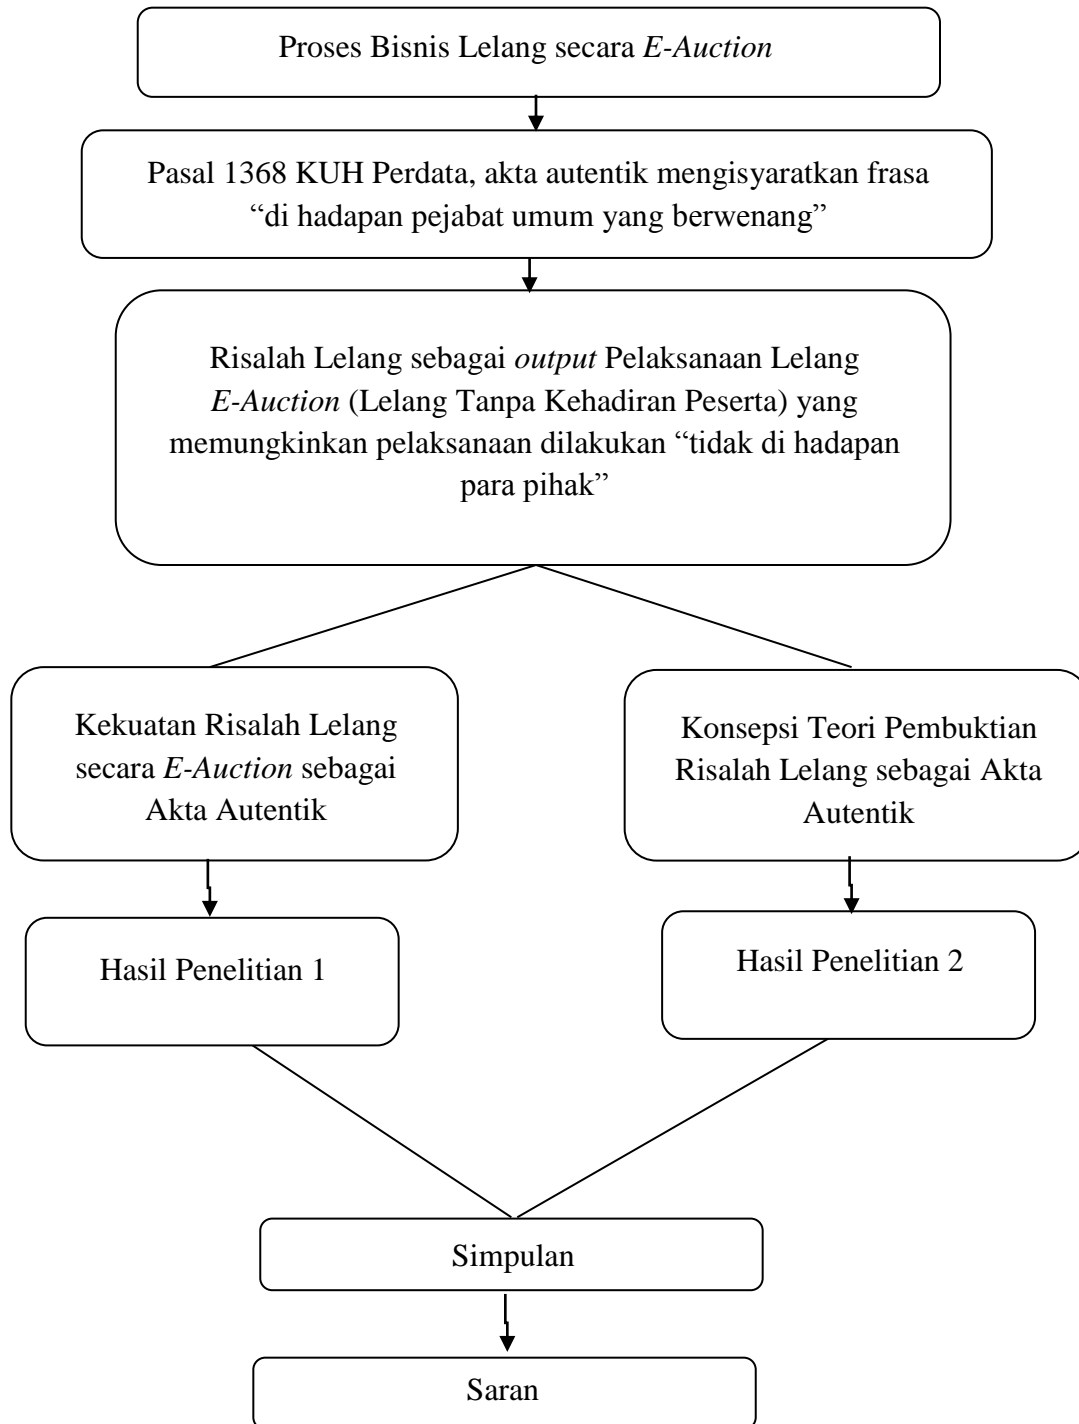 Proses Bisnis Lelang secara E-Auction
Pasal 1368 KUH Perdata, akta autentik mengisyaratkan frasa
“di hadapan pejabat umum yang berwenang”
Risalah Lelang sebagai output Pelaksanaan Lelang
E-Auction (Lelang Tanpa Kehadiran Peserta) yang
memungkinkan pelaksanaan dilakukan “tidak di hadapan
para pihak”
Kekuatan Risalah Lelang
secara E-Auction sebagai
Akta Autentik
Konsepsi Teori Pembuktian
Risalah Lelang sebagai Akta
Autentik
Hasil Penelitian 1
Hasil Penelitian 2
Simpulan
Saran